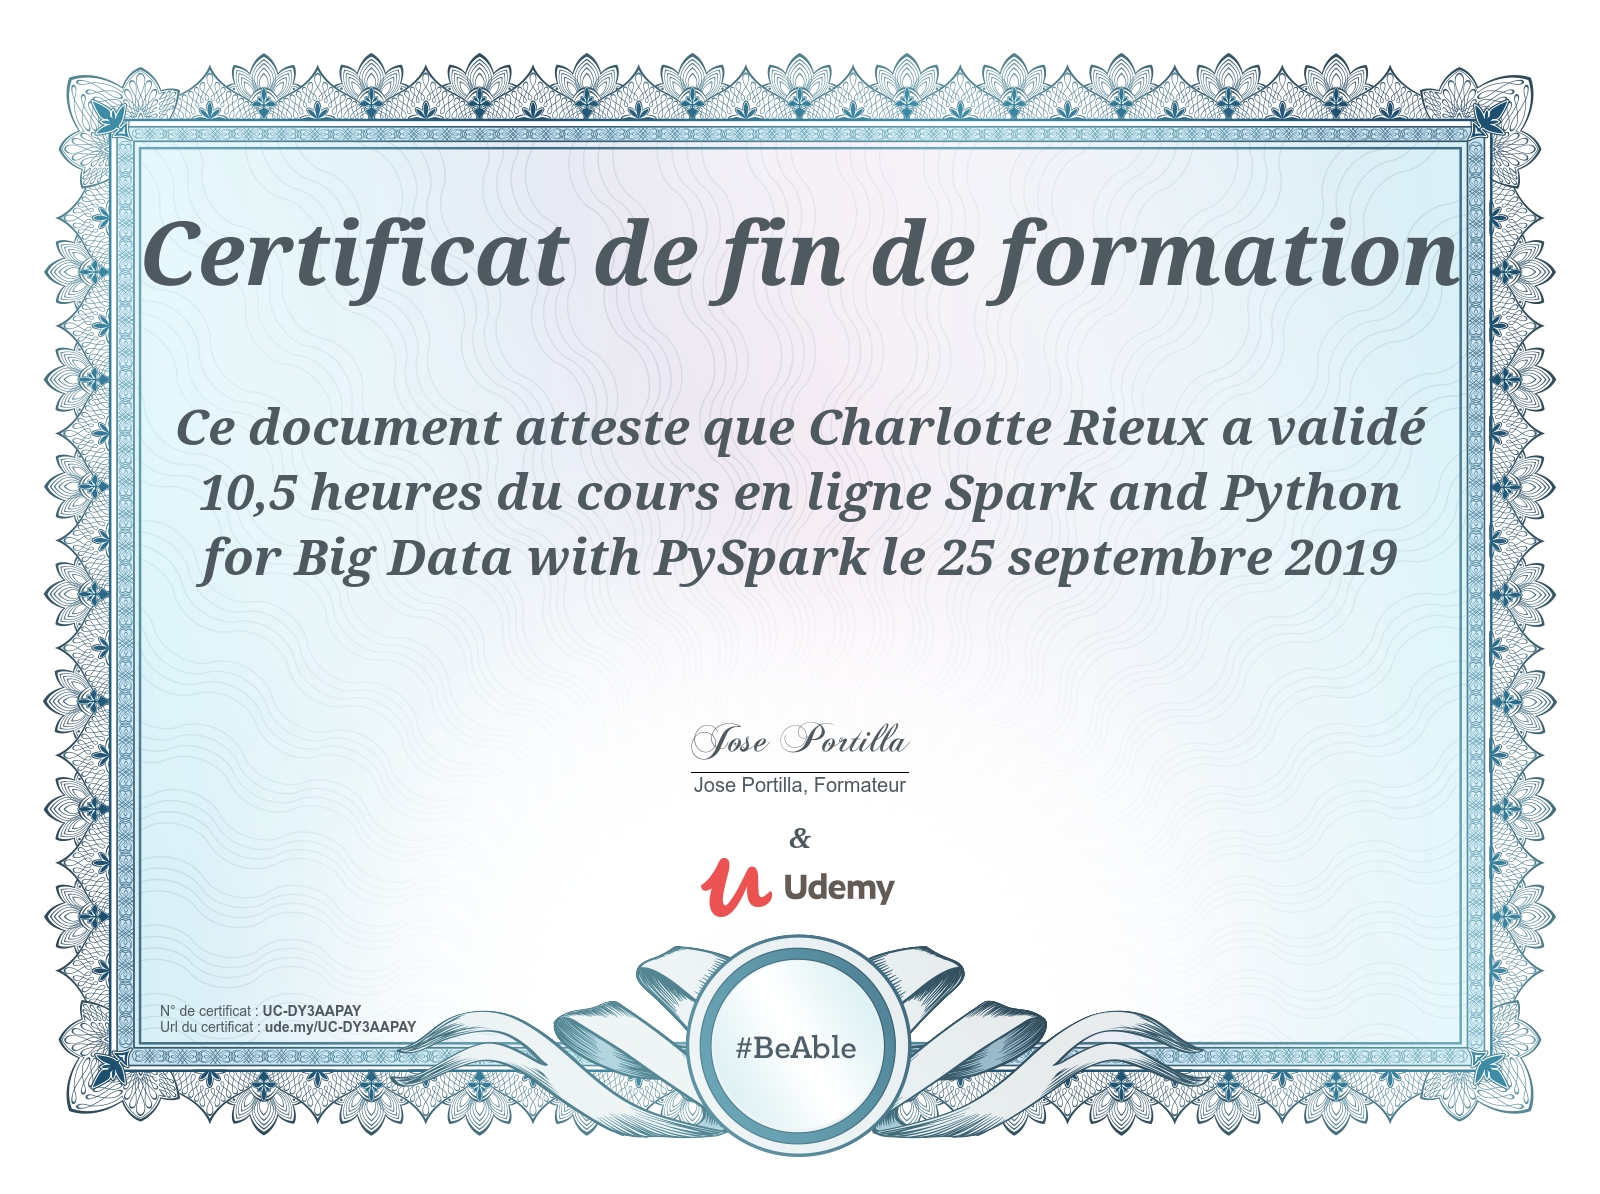 Certificat de fin de formation
Ce document atteste que Charlotte Rieux a validé
10,5 heures du cours en ligne Spark and Python
for Big Data with PySpark le 25 septembre 2019
Jose Portilla
Jose Portilla, Formateur
&
Udemy
N° de certificat : UC-DY3AAPAY
Url du certificat : ude.my/UC-DY3AAPAY
#BeAble